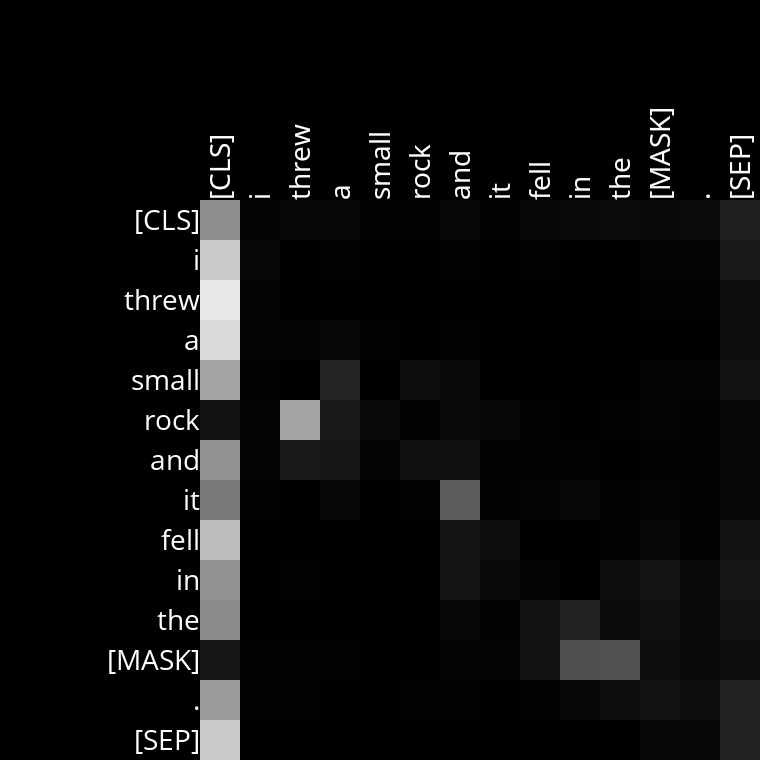 [CLS] i threw a small rock and it fell in the [MASK] . [SEP]
[CLS]
i
threw
a
small
rock
and
it
fell
in
the
[MASK]
.
[SEP]